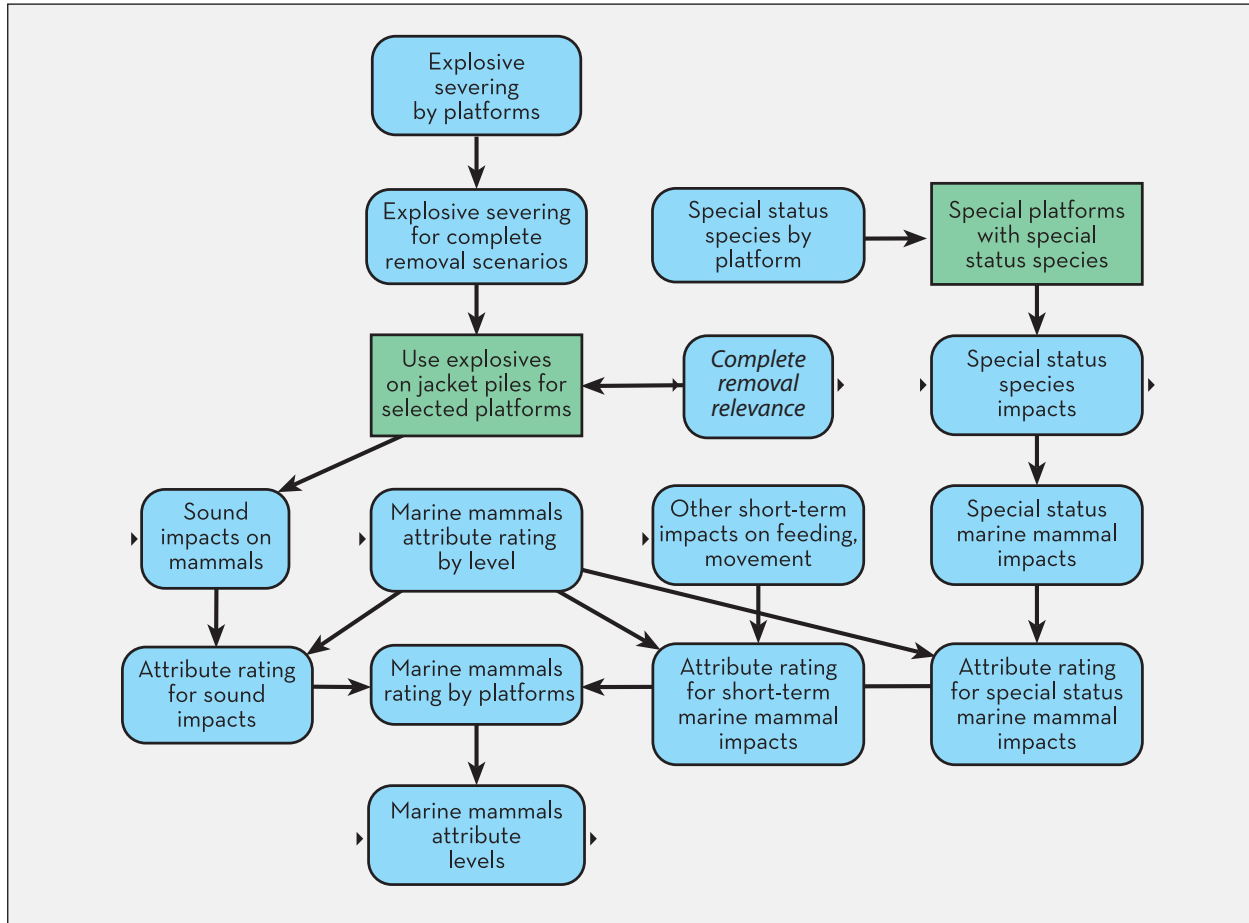 Explosive
severing
by platforms
Explosive severing
for complete
removal scenarios
Special status
species by
platform
Special platforms
with special
status species
Use explosives
on jacket piles for
selected platforms
Complete
removal
relevance
Special status
species
impacts
Sound
impacts on
mammals
Marine mammals
attribute rating
by level
Other short-term
impacts on feeding,
movement
Special status
marine mammal
impacts
Attribute rating
for sound
impacts
Marine mammals
rating by platforms
Attribute rating
for short-term
marine mammal
impacts
Attribute rating
for special status
marine mammal
impacts
Marine mammals
attribute
levels